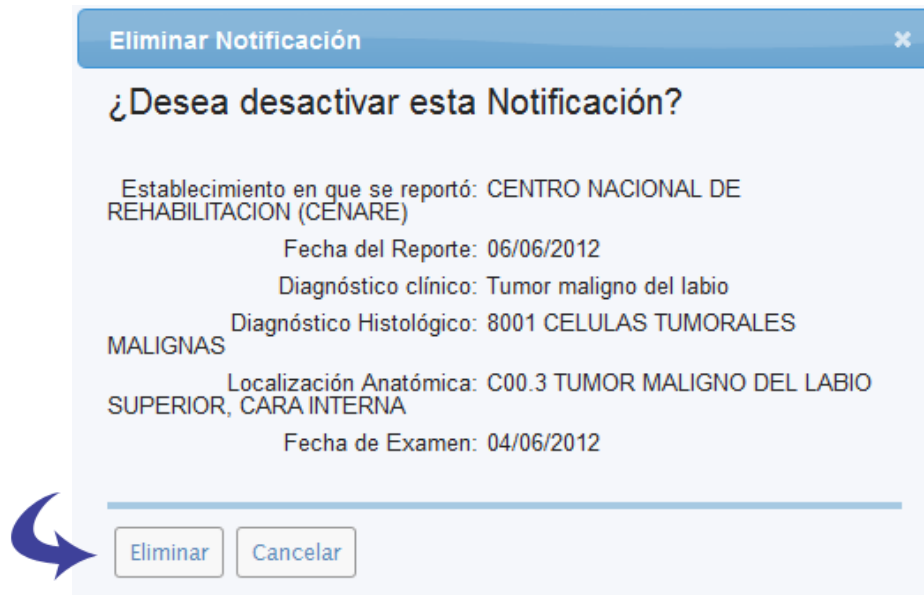 Eliminar Notificación
¿Desea desactivar esta Notificación?
Establecimiento en que se reportó: CENTRO NACIONAL DE
REHABILITACION (CENARE)
Fecha del Reporte: 06/06/2012
Diagnóstico clínico: Tumor maligno del labio
Diagnóstico Histológico: 8001 CELULAS TUMORALES
MALIGNAS
Localización Anatómica: C00.3 TUMOR MALIGNO DEL LABIO
SUPERIOR, CARA INTERNA
Fecha de Examen: 04/06/2012
Eliminar Cancelar